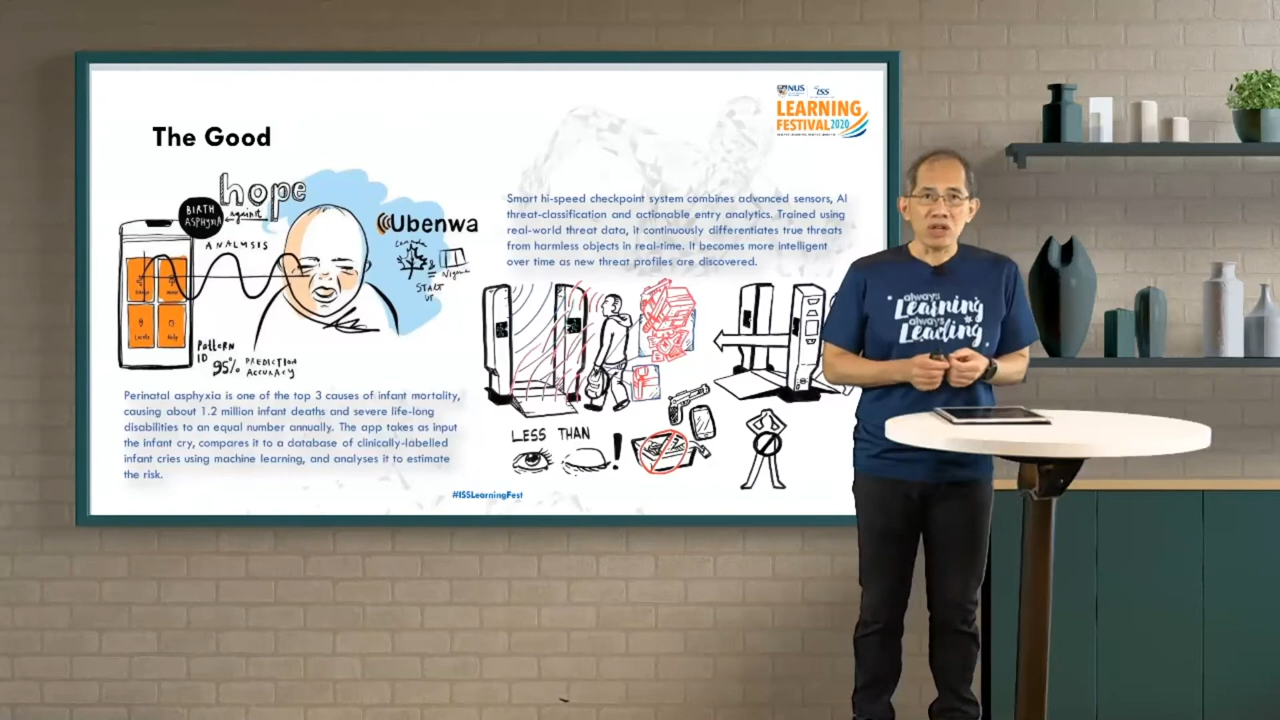 The Good
NUS
ISS
LEARNING
FESTIVAL 2020
hope
against
BIRTH
ASPHYXIA
ANALYSIS
Ubenwa
Canada
&
Nigeria
START
UP
Locate
Help
PATTERN
ID
95% PREDICTION
ACCURACY
Perinatal asphyxia is one of the top 3 causes of infant mortality,
causing about 1.2 million infant deaths and severe life-long
disabilities to an equal number annually. The app takes as input
the infant cry, compares it to a database of clinically-labelled
infant cries using machine learning, and analyses it to estimate
the risk.
Smart hi-speed checkpoint system combines advanced sensors, AI
threat-classification and actionable entry analytics. Trained using
real-world threat data, it continuously differentiates true threats
from harmless objects in real-time. It becomes more intelligent
over time as new threat profiles are discovered.
LESS THAN
!
#ISSLearningFest
always
Learning
always
Leading